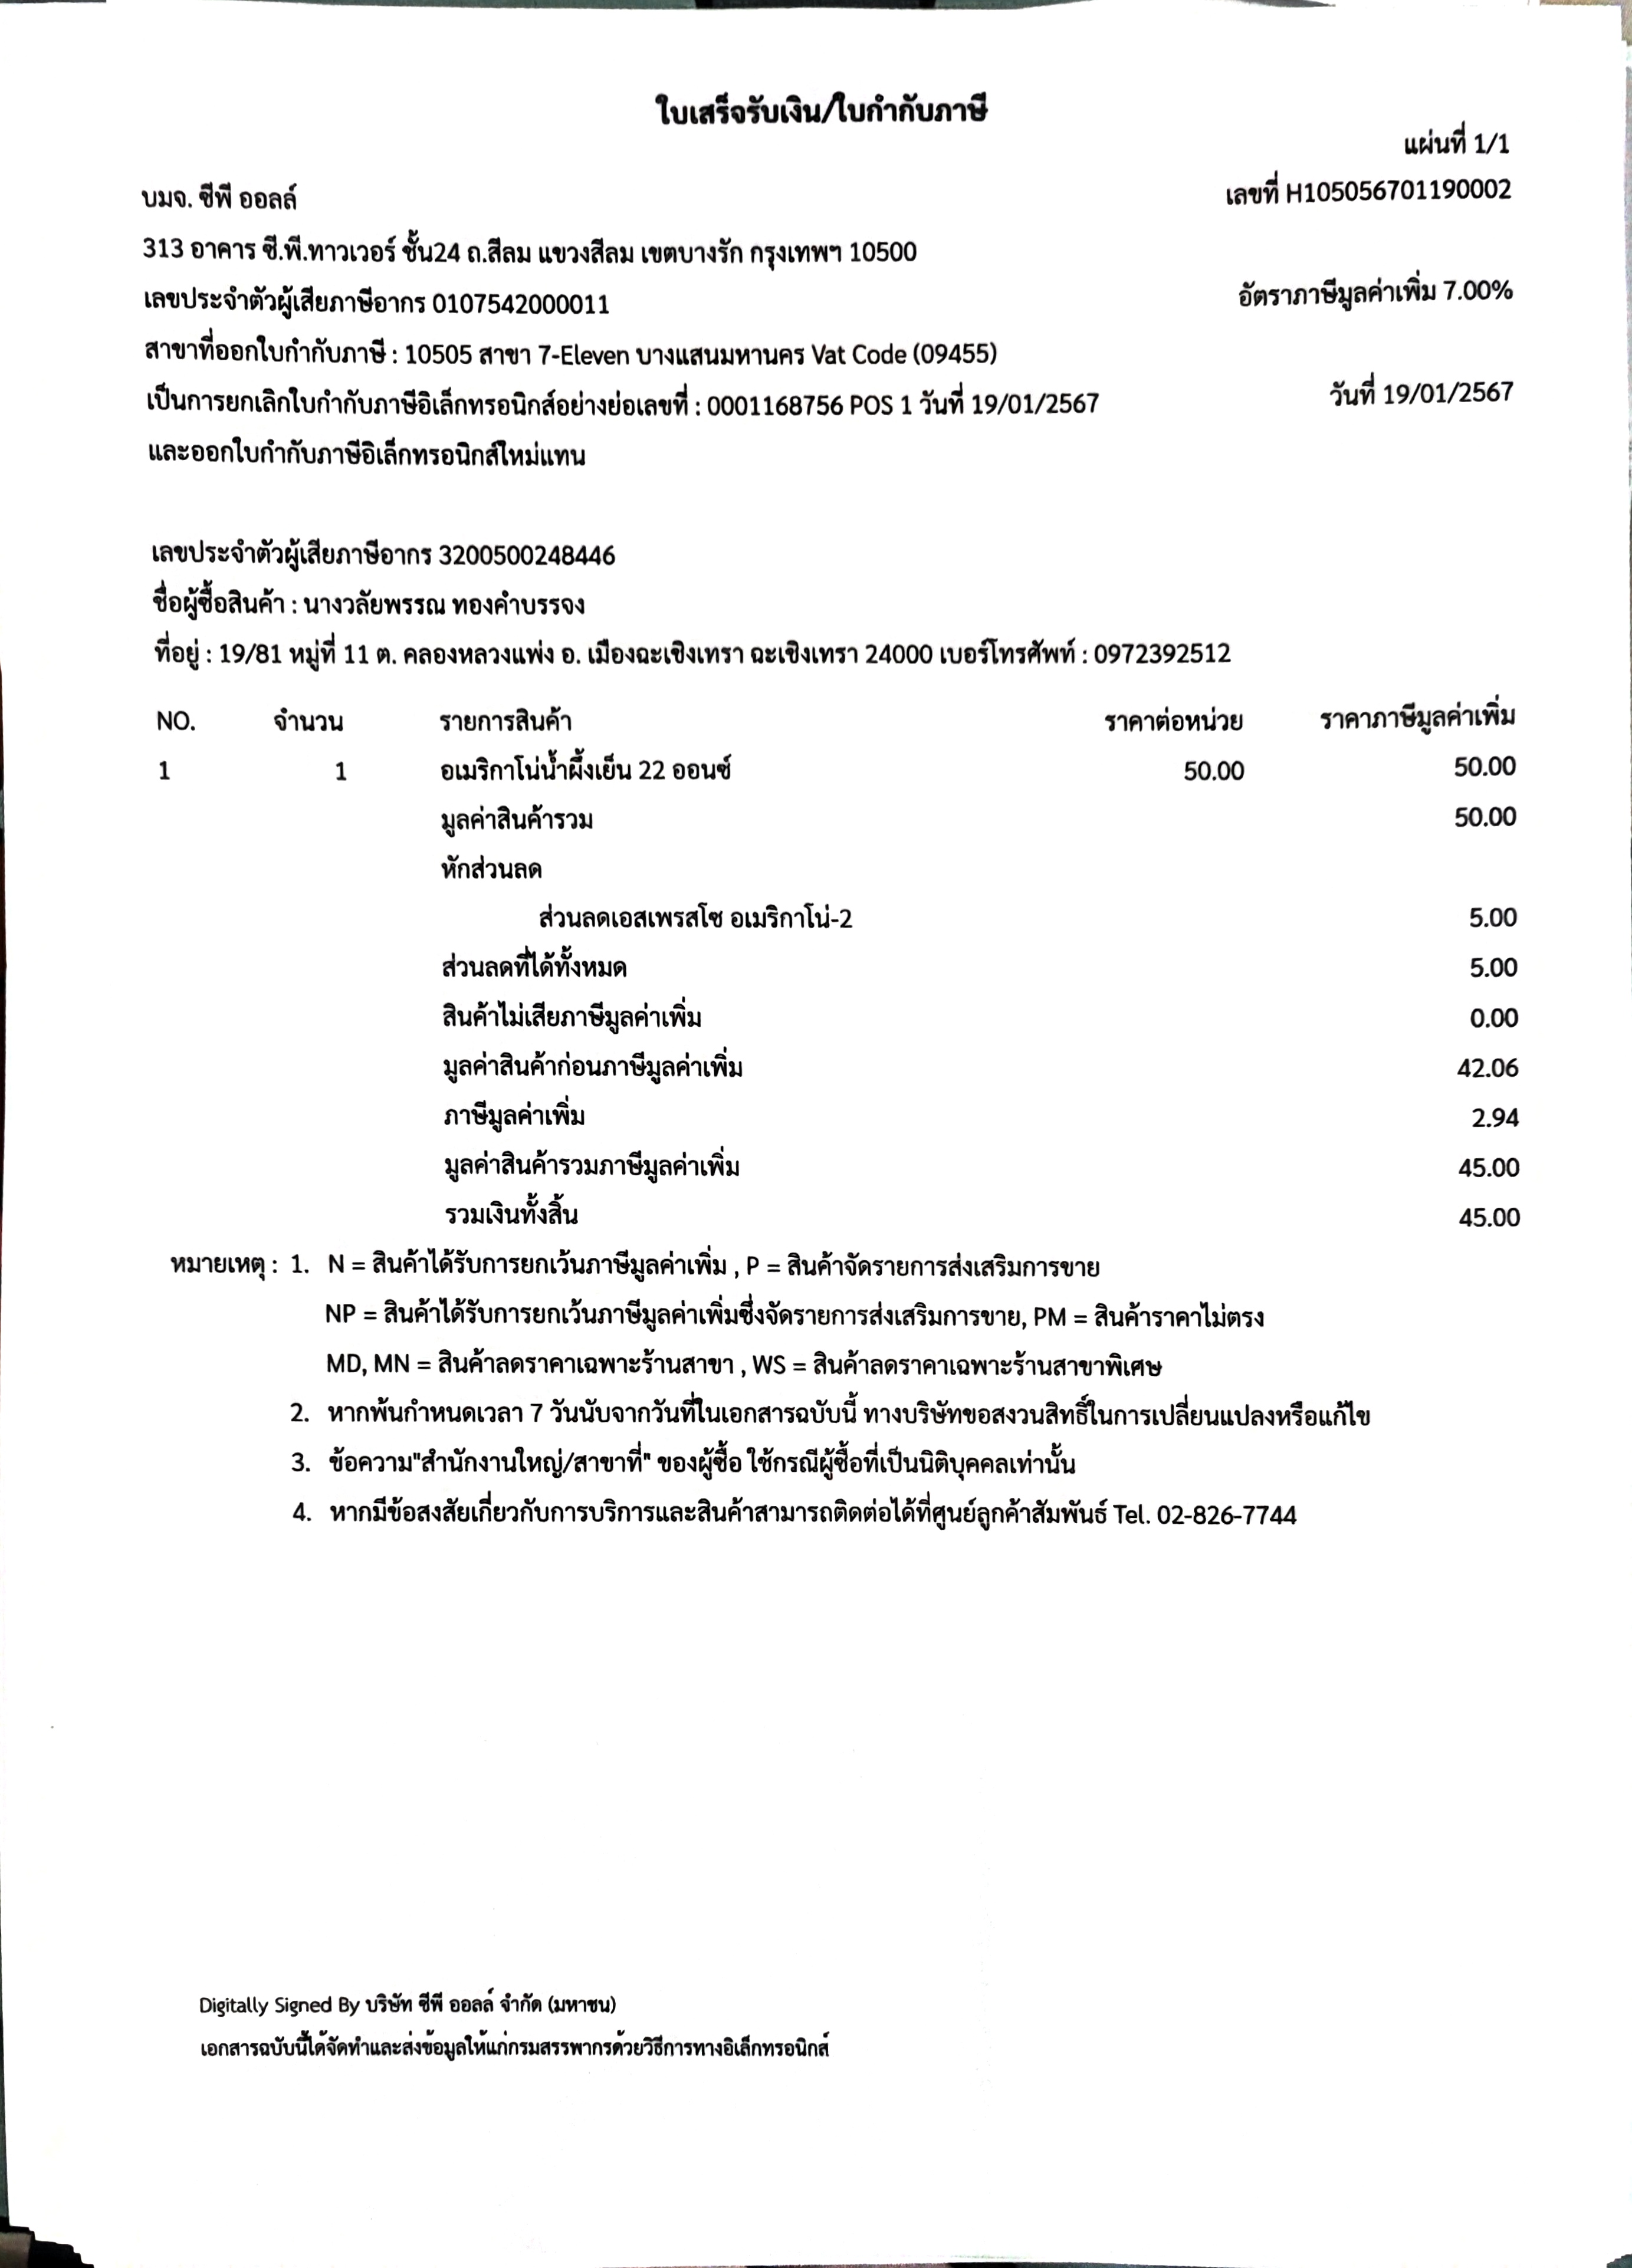 ใบเสร็จรับเงิน/ใบกำกับภาษี
แผ่นที่ 1/1
บมจ. ซีพี ออลล์
เลขที่ H105056701190002
313 อาคาร ซี.พี.ทาวเวอร์ ชั้น24 ถ.สีลม แขวงสีลม เขตบางรัก กรุงเทพฯ 10500
เลขประจำตัวผู้เสียภาษีอากร 0107542000011
อัตราภาษีมูลค่าเพิ่ม 7.00%
สาขาที่ออกใบกำกับภาษี : 10505 สาขา 7-Eleven บางแสนมหานคร Vat Code (09455)
เป็นการยกเลิกใบกำกับภาษีอิเล็กทรอนิกส์อย่างย่อเลขที่ : 0001168756 POS 1 วันที่ 19/01/2567
วันที่ 19/01/2567
และออกใบกำกับภาษีอิเล็กทรอนิกส์ใหม่แทน
เลขประจำตัวผู้เสียภาษีอากร 3200500248446
ชื่อผู้ซื้อสินค้า : นางวลัยพรรณ ทองคำบรรจง
ที่อยู่ : 19/81 หมู่ที่ 11 ต. คลองหลวงแพ่ง อ. เมืองฉะเชิงเทรา ฉะเชิงเทรา 24000 เบอร์โทรศัพท์ : 0972392512
NO. จำนวน รายการสินค้า ราคาต่อหน่วย ราคาภาษีมูลค่าเพิ่ม
1 1 อเมริกาโน่น้ำผึ้งเย็น 22 ออนซ์ 50.00 50.00
มูลค่าสินค้ารวม 50.00
หักส่วนลด
ส่วนลดเอสเพรสโซ อเมริกาโน่-2 5.00
ส่วนลดที่ได้ทั้งหมด 5.00
สินค้าไม่เสียภาษีมูลค่าเพิ่ม 0.00
มูลค่าสินค้าก่อนภาษีมูลค่าเพิ่ม 42.06
ภาษีมูลค่าเพิ่ม 2.94
มูลค่าสินค้ารวมภาษีมูลค่าเพิ่ม 45.00
รวมเงินทั้งสิ้น 45.00
หมายเหตุ : 1. N = สินค้าได้รับการยกเว้นภาษีมูลค่าเพิ่ม , P = สินค้าจัดรายการส่งเสริมการขาย
NP = สินค้าได้รับการยกเว้นภาษีมูลค่าเพิ่มซึ่งจัดรายการส่งเสริมการขาย, PM = สินค้าราคาไม่ตรง
MD, MN = สินค้าลดราคาเฉพาะร้านสาขา , WS = สินค้าลดราคาเฉพาะร้านสาขาพิเศษ
2. หากพ้นกำหนดเวลา 7 วันนับจากวันที่ในเอกสารฉบับนี้ ทางบริษัทขอสงวนสิทธิ์ในการเปลี่ยนแปลงหรือแก้ไข
3. ข้อความ"สำนักงานใหญ่/สาขาที่" ของผู้ซื้อ ใช้กรณีผู้ซื้อที่เป็นนิติบุคคลเท่านั้น
4. หากมีข้อสงสัยเกี่ยวกับการบริการและสินค้าสามารถติดต่อได้ที่ศูนย์ลูกค้าสัมพันธ์ Tel. 02-826-7744
Digitally Signed By บริษัท ซีพี ออลล์ จำกัด (มหาชน)
เอกสารฉบับนี้ได้จัดทำและส่งข้อมูลให้แก่กรมสรรพากรด้วยวิธีการทางอิเล็กทรอนิกส์